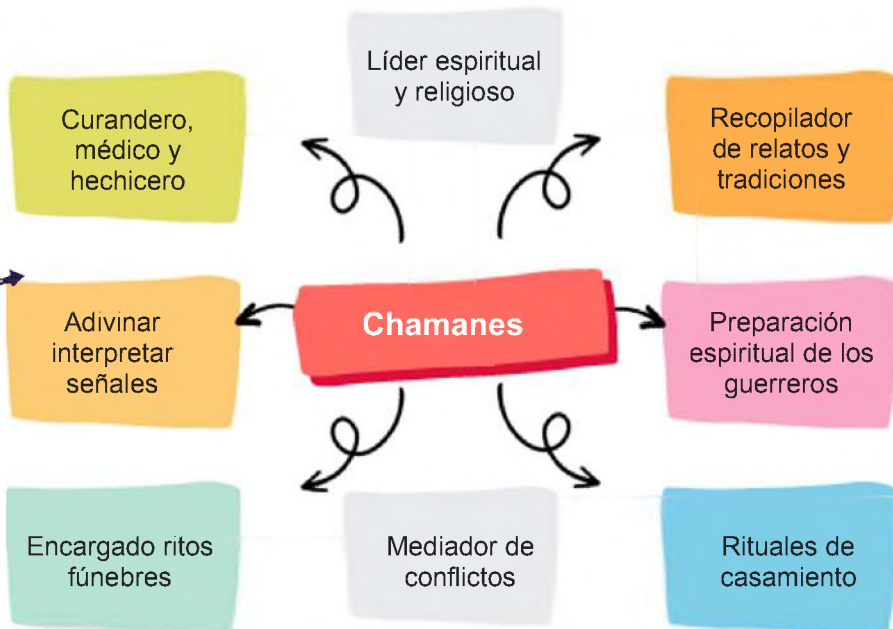 Líder espiritual
y religioso
Curandero,
médico y
hechicero
Recopilador
de relatos y
tradiciones
Adivinar
interpretar
señales
Chamanes
Preparación
espiritual de los
guerreros
Encargado ritos
fúnebres
Mediador de
conflictos
Rituales de
casamiento